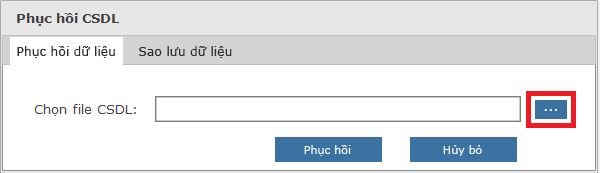 Phục hồi CSDL
Phục hồi dữ liệu Sao lưu dữ liệu
Chọn file CSDL: ...
Phục hồi Hủy bỏ